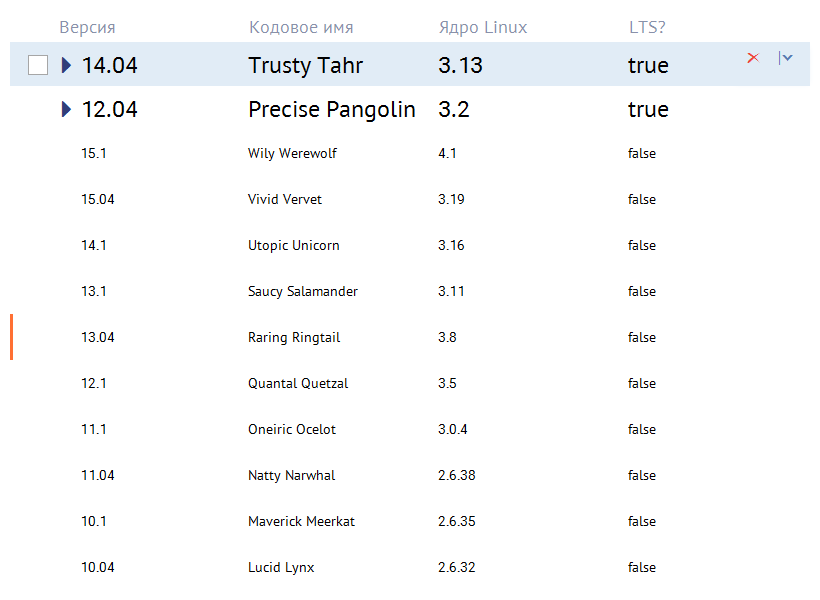 Версия Кодовое имя Ядро Linux LTS?
14.04 Trusty Tahr 3.13 true
12.04 Precise Pangolin 3.2 true
15.1 Wily Werewolf 4.1 false
15.04 Vivid Vervet 3.19 false
14.1 Utopic Unicorn 3.16 false
13.1 Saucy Salamander 3.11 false
13.04 Raring Ringtail 3.8 false
12.1 Quantal Quetzal 3.5 false
11.1 Oneiric Ocelot 3.0.4 false
11.04 Natty Narwhal 2.6.38 false
10.1 Maverick Meerkat 2.6.35 false
10.04 Lucid Lynx 2.6.32 false